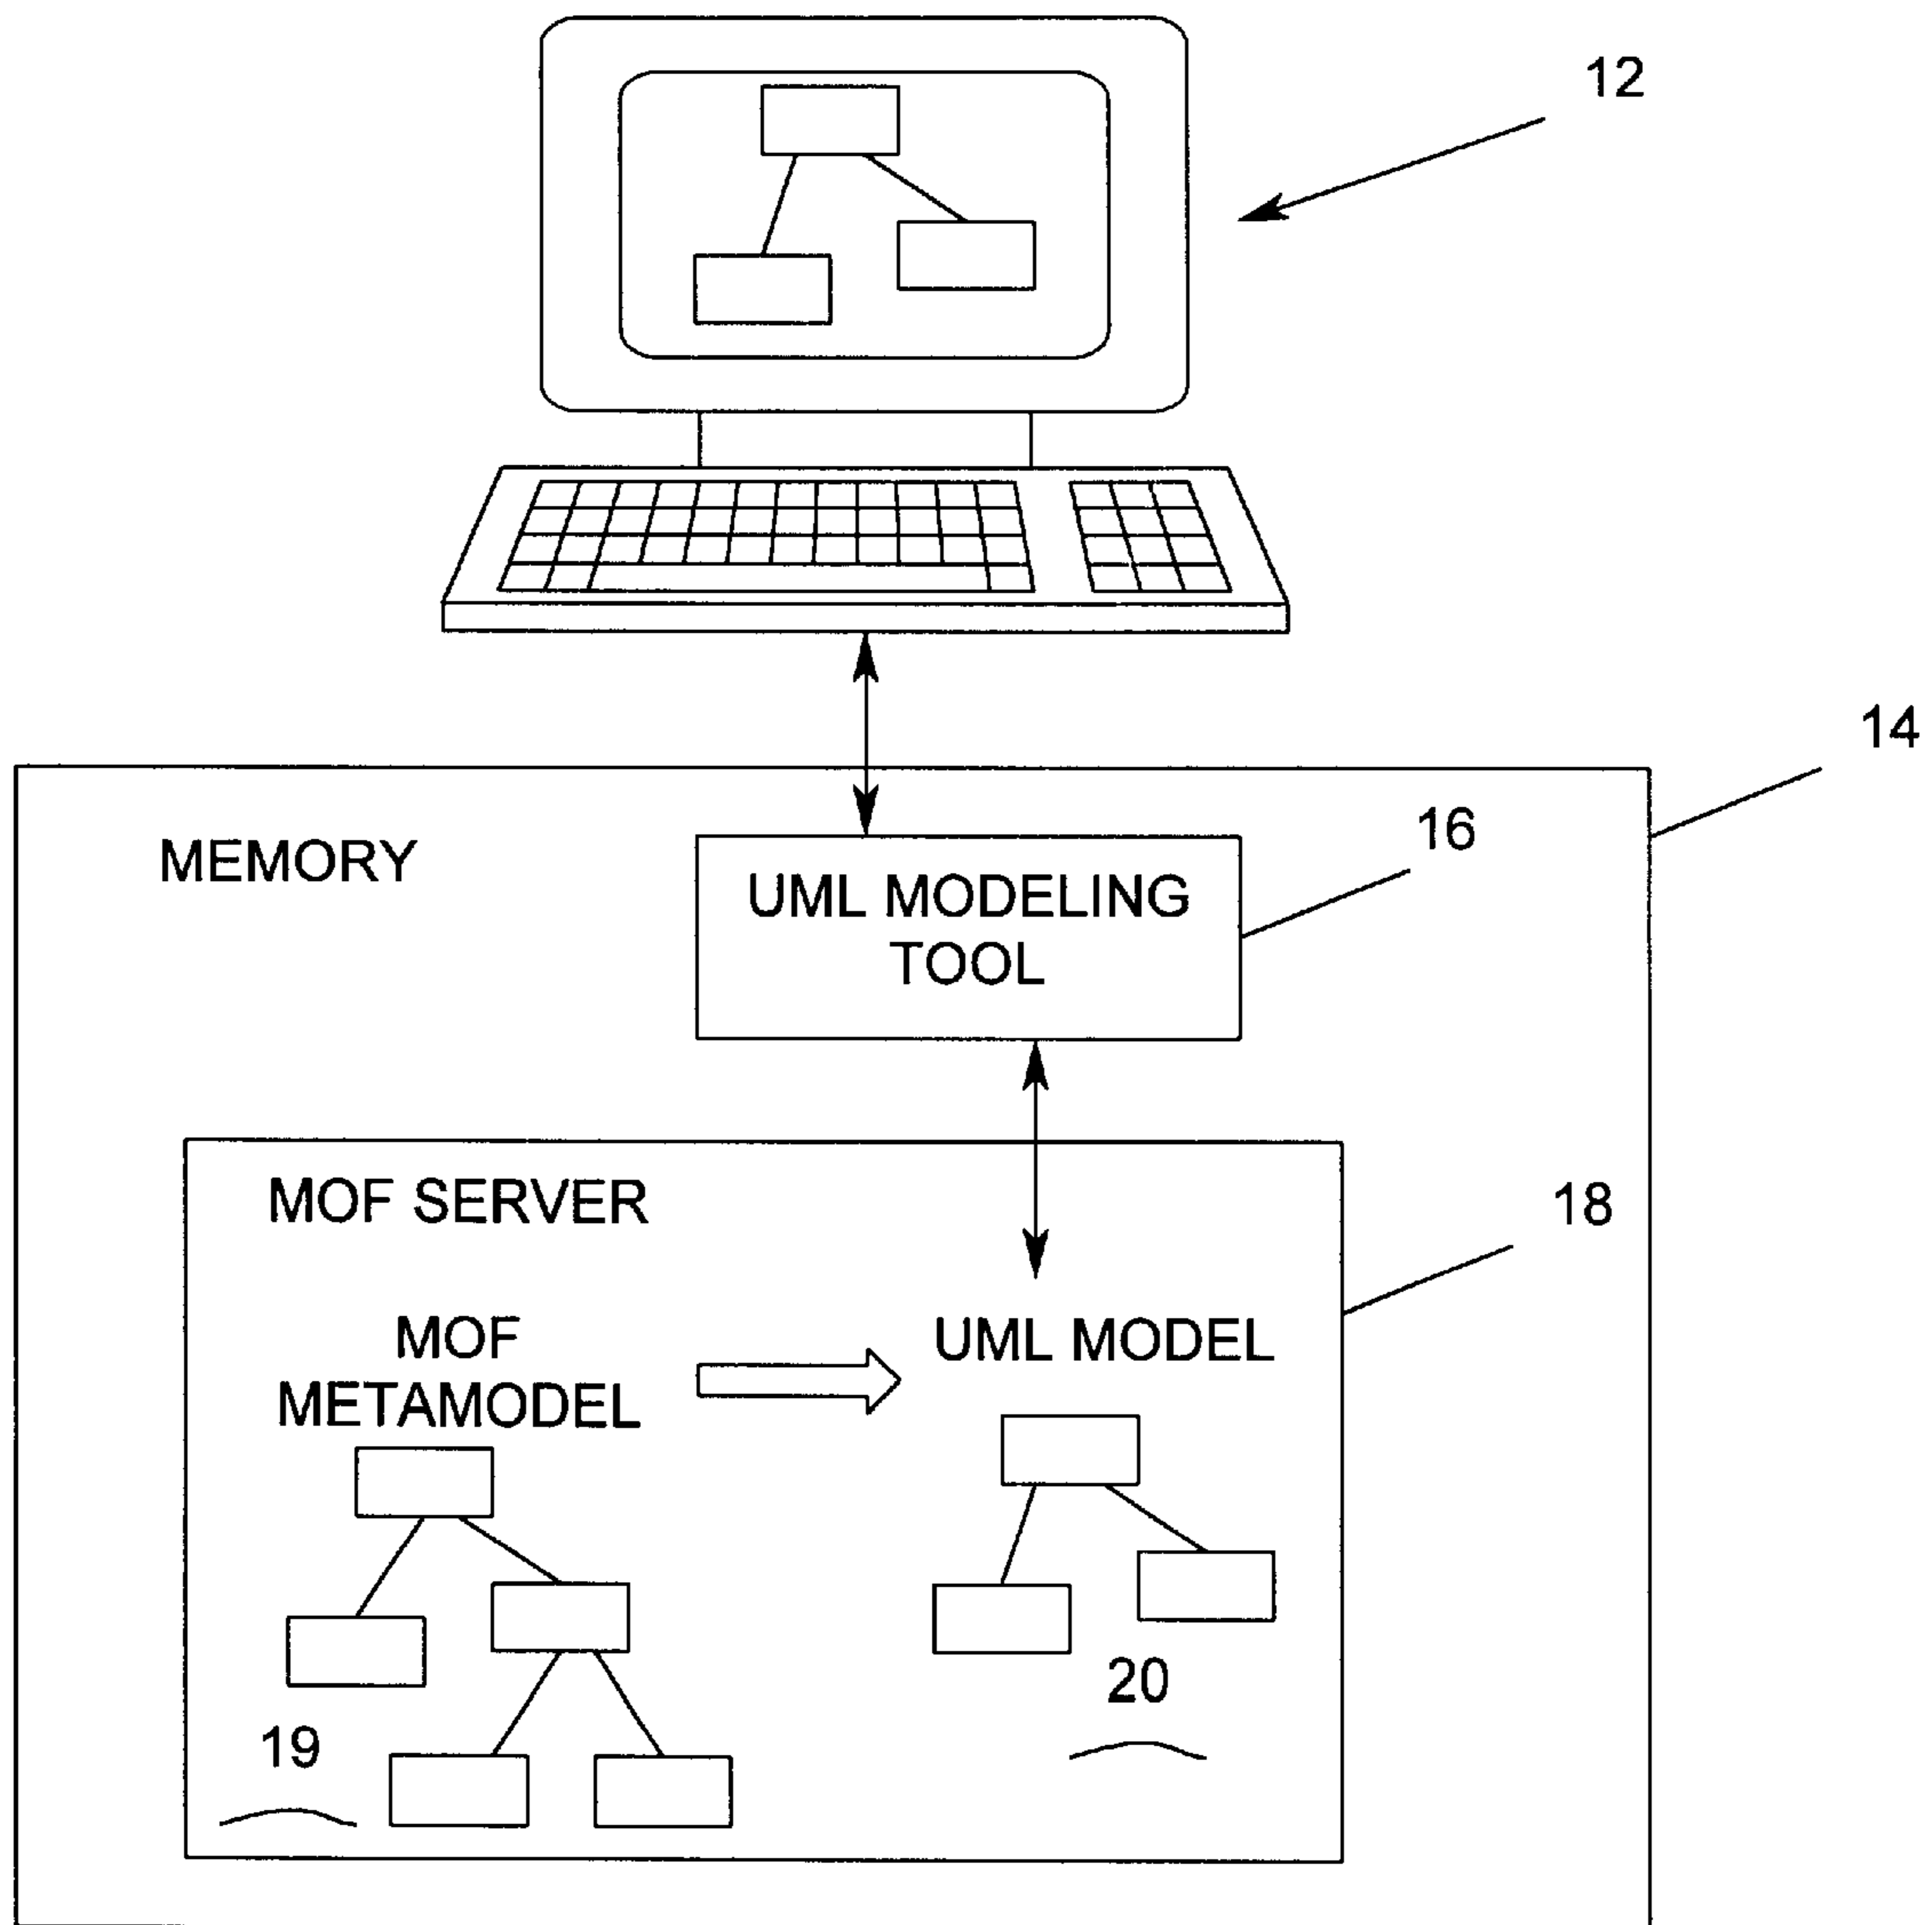 12
14
MEMORY
16
UML MODELING
TOOL
MOF SERVER
18
MOF
METAMODEL
UML MODEL
20
19